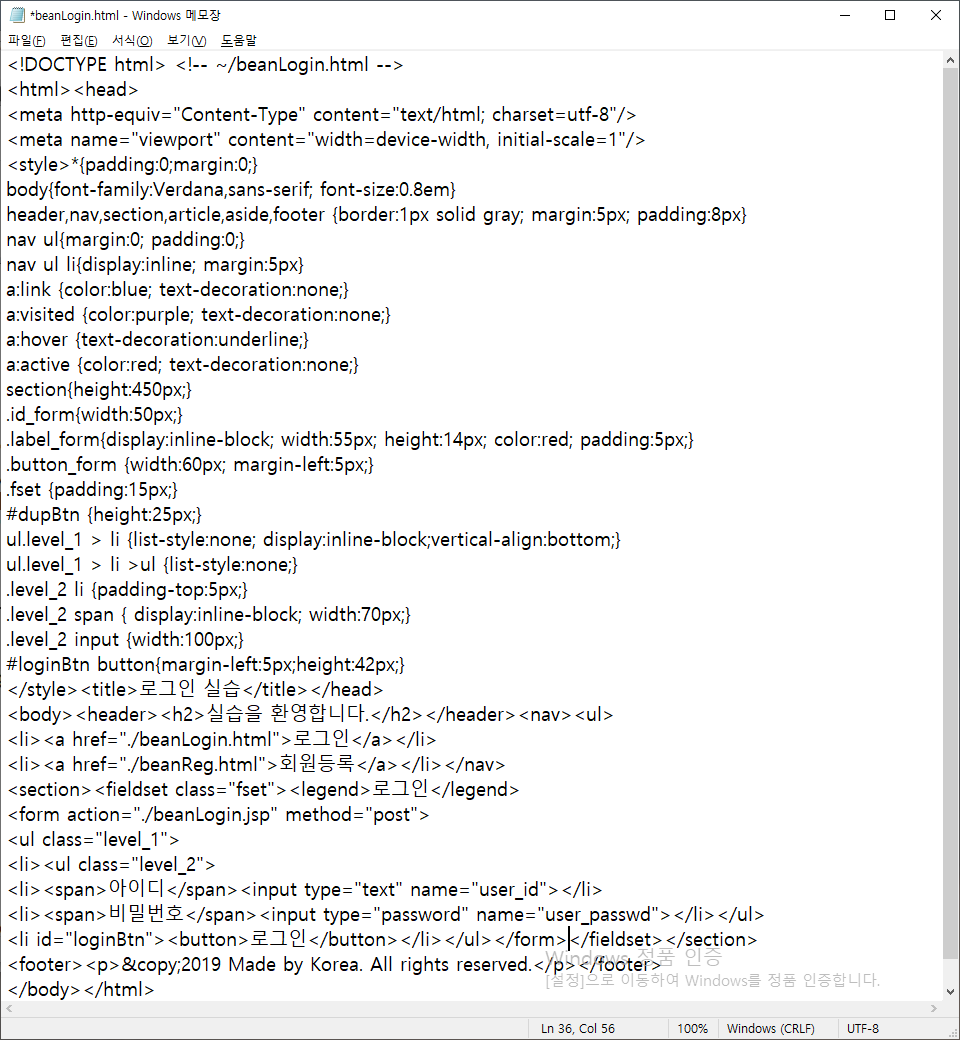 *beanLogin.html - Windows 메모장
파일(F) 편집(E) 서식(O) 보기(V) 도움말
<!DOCTYPE html> <!-- ~/beanLogin.html -->
<html><head>
<meta http-equiv="Content-Type" content="text/html; charset=utf-8"/>
<meta name="viewport" content="width=device-width, initial-scale=1"/>
<style>*{padding:0;margin:0;}
body{font-family:Verdana,sans-serif; font-size:0.8em}
header,nav,section,article,aside,footer {border:1px solid gray; margin:5px; padding:8px}
nav ul{margin:0; padding:0;}
nav ul li{display:inline; margin:5px}
a:link {color:blue; text-decoration:none;}
a:visited {color:purple; text-decoration:none;}
a:hover {text-decoration:underline;}
a:active {color:red; text-decoration:none;}
section{height:450px;}
.id_form{width:50px;}
.label_form{display:inline-block; width:55px; height:14px; color:red; padding:5px;}
.button_form {width:60px; margin-left:5px;}
.fset {padding:15px;}
#dupBtn {height:25px;}
ul.level_1 > li {list-style:none; display:inline-block;vertical-align:bottom;}
ul.level_1 > li >ul {list-style:none;}
.level_2 li {padding-top:5px;}
.level_2 span { display:inline-block; width:70px;}
.level_2 input {width:100px;}
#loginBtn button{margin-left:5px;height:42px;}
</style><title>로그인 실습</title></head>
<body><header><h2>실습을 환영합니다.</h2></header><nav><ul>
<li><a href="./beanLogin.html">로그인</a></li>
<li><a href="./beanReg.html">회원등록</a></li></nav>
<section><fieldset class="fset"><legend>로그인</legend>
<form action="./beanLogin.jsp" method="post">
<ul class="level_1">
<li><ul class="level_2">
<li><span>아이디</span><input type="text" name="user_id"></li>
<li><span>비밀번호</span><input type="password" name="user_passwd"></li></ul>
<li id="loginBtn"><button>로그인</button></li></ul></form></fieldset></section>
<footer><p>&copy;2019 Made by Korea. All rights reserved.</p></footer>
</body></html>
Windows 정품 인증
[설정]으로 이동하여 Windows를 정품 인증합니다.
Ln 36, Col 56 100% Windows (CRLF) UTF-8